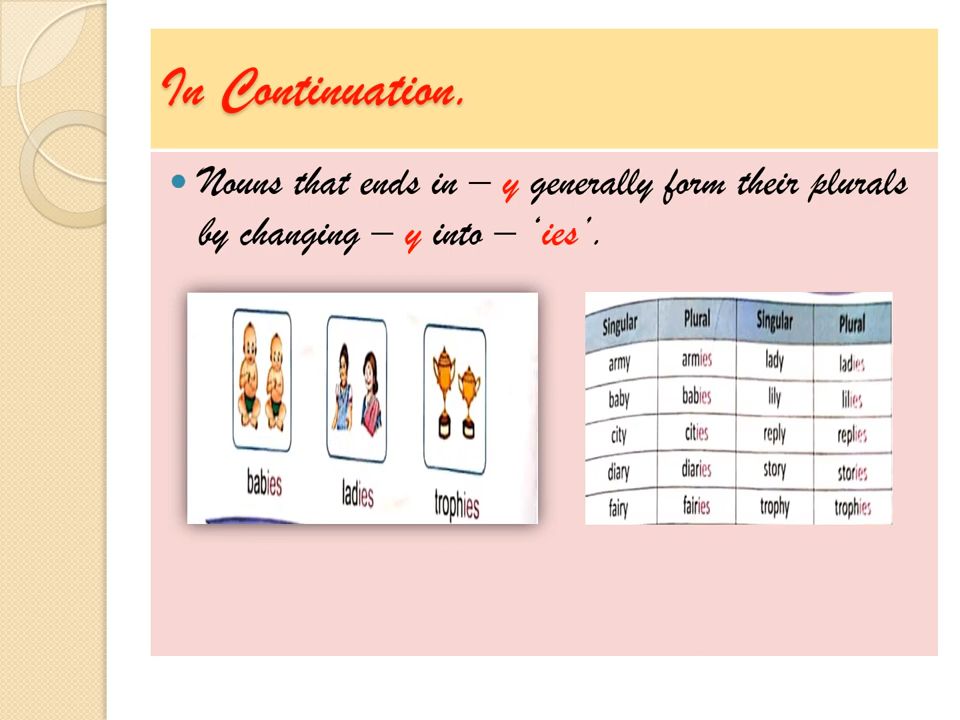 In Continuation.
• Nouns that ends in – y generally form their plurals
by changing – y into – ‘ies’.
babies ladies trophies
Singular Plural Singular Plural
army armies lady ladies
baby babies lily lilies
city cities reply replies
diary diaries story stories
fairy fairies trophy trophies